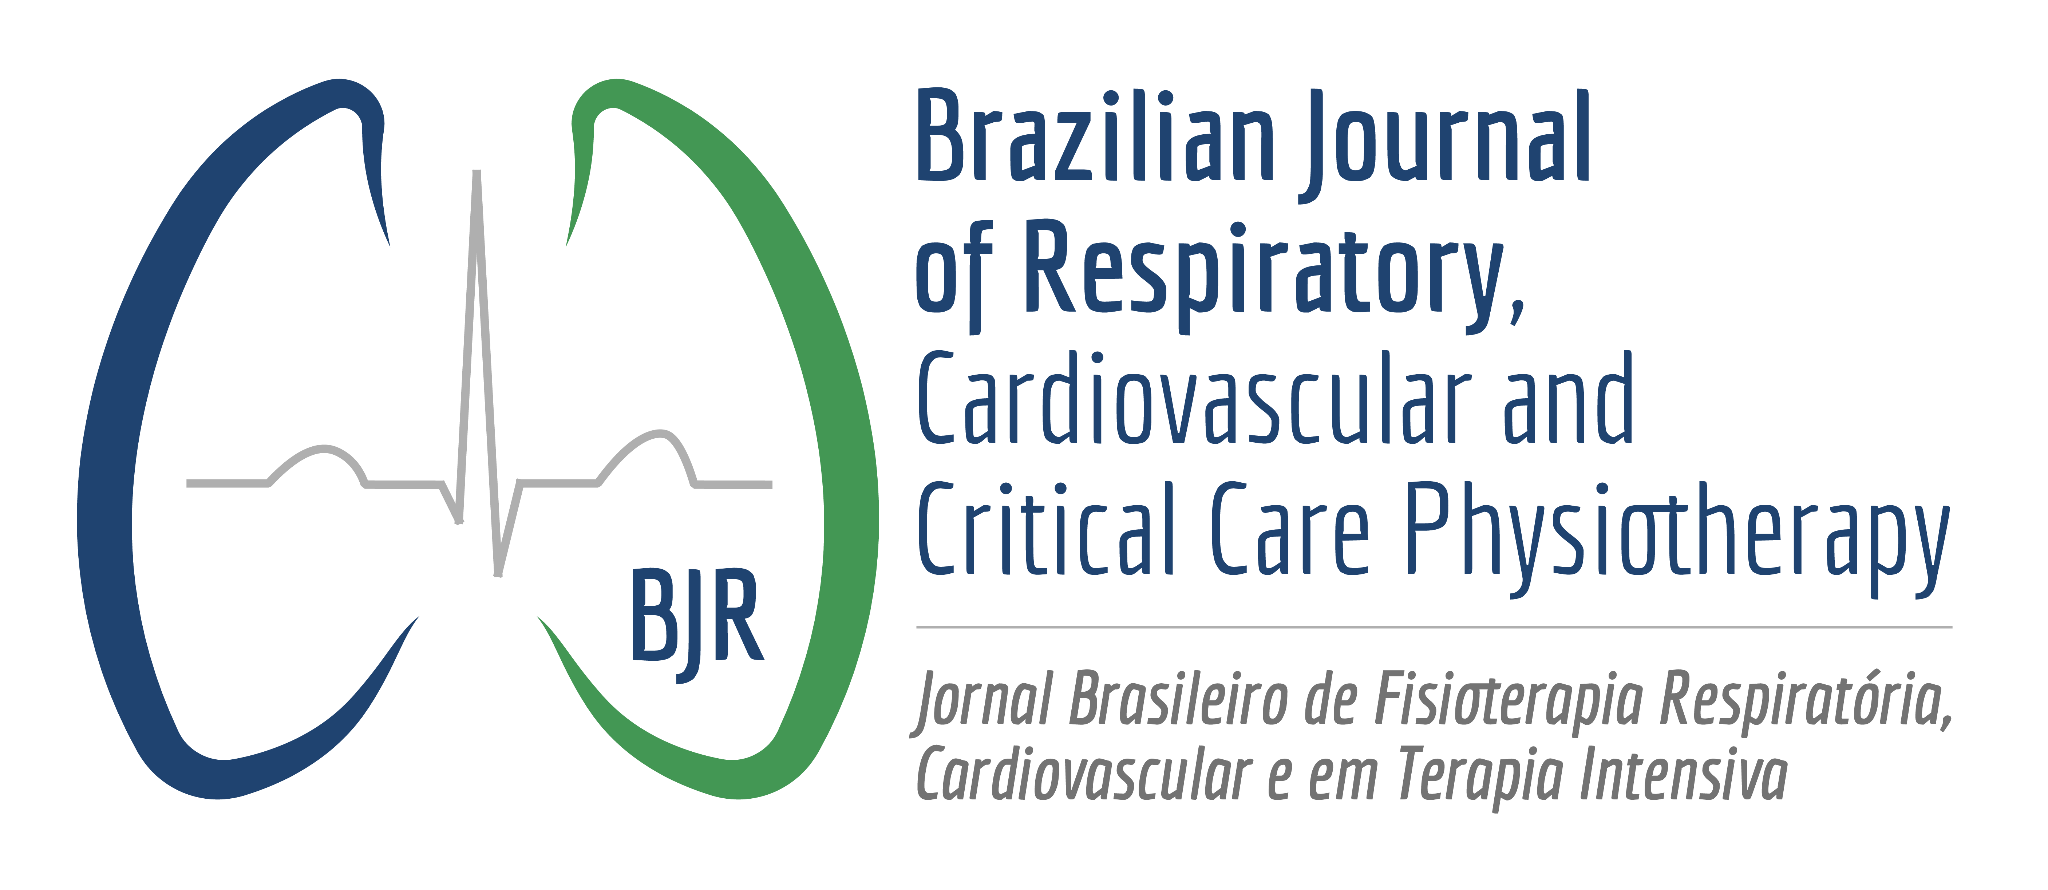 BJR
Brazilian Journal
of Respiratory,
Cardiovascular and
Critical Care Physiotherapy
Jornal Brasileiro de Fisioterapia Respiratória,
Cardiovascular e em Terapia Intensiva